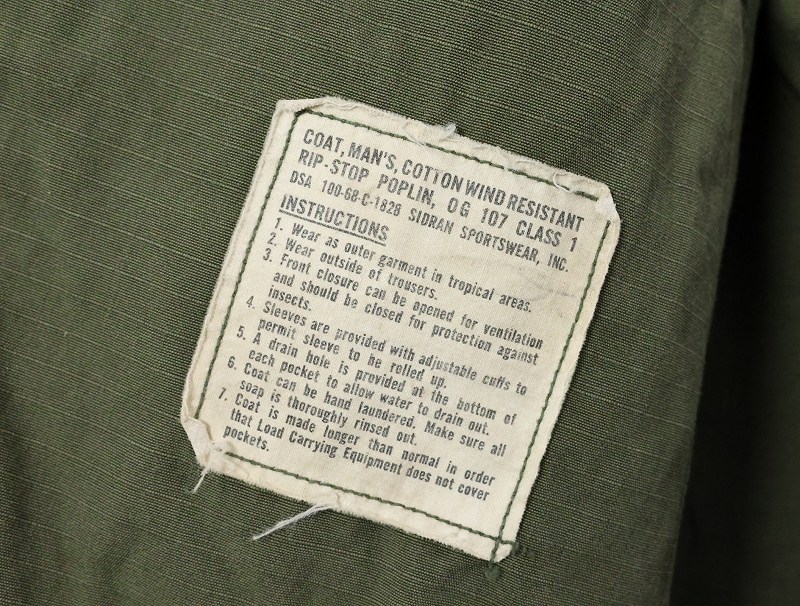 COAT, MAN'S, COTTON WIND RESISTANT
RIP-STOP POPLIN, OG 107 CLASS 1
DSA 100-68-C-1828 SIDRAN SPORTSWEAR, INC.
INSTRUCTIONS
1. Wear as outer garment in tropical areas.
2. Wear outside of trousers.
3. Front closure can be opened for ventilation
and should be closed for protection against
insects.
4. Sleeves are provided with adjustable cuffs to
permit sleeve to be rolled up.
5. A drain hole is provided at the bottom of
each pocket to allow water to drain out.
6. Coat can be hand laundered. Make sure all
soap is thoroughly rinsed out.
7. Coat is made longer than normal in order
that Load Carrying Equipment does not cover
pockets.